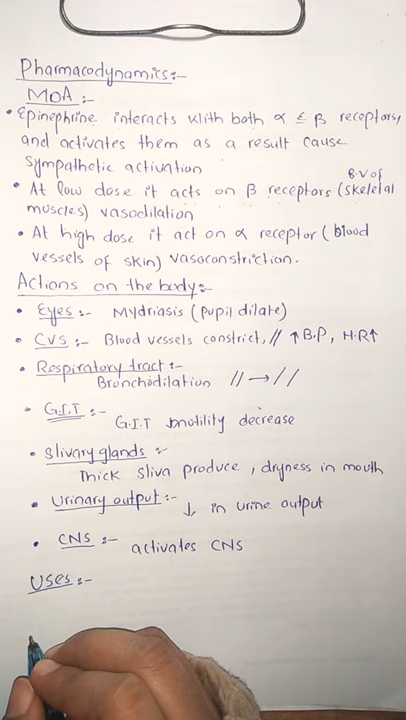 Pharmacodynamics:-
MOA :-
• Epinephrine interacts with both α & β receptors,
and activates them as a result cause
sympathotic activation
• At low dose it acts on β receptors (B.V of skeletal
muscles) vasodilation
• At high dose it act on α receptor (blood
vessels of skin) vasoconstriction.
Actions on the body:-
• Eyes :- Mydriasis (pupil dilate)
• CVS :- Blood vessels constrict, // ↑B.P, H.R↑
• Respiratory tract :-
Bronchodilation // → / /
• G.I.T :-
G.I.T motility decrease
• Slivary glands :-
Thick sliva produce, dryness in mouth
• Urinary output :- ↓ in urine output
• CNS :- activates CNS
Uses :-